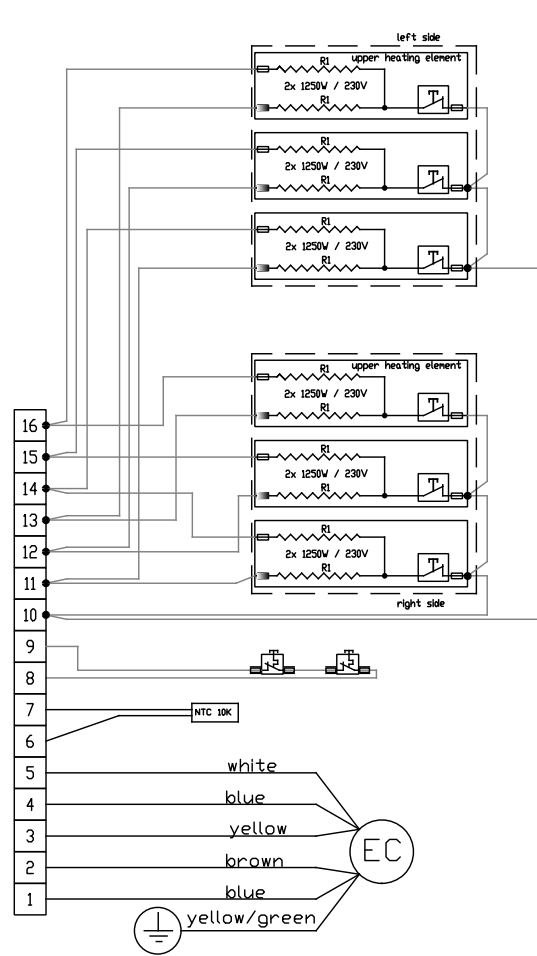 left side
upper heating element
R1
2x 1250W / 230V
R1
R1
2x 1250W / 230V
R1
R1
2x 1250W / 230V
R1
upper heating element
R1
2x 1250W / 230V
R1
R1
2x 1250W / 230V
R1
R1
2x 1250W / 230V
R1
right side
16
15
14
13
12
11
10
9
8
7
NTC 10K
6
5
white
4
blue
3
yellow
EC
2
brown
1
blue
yellow/green